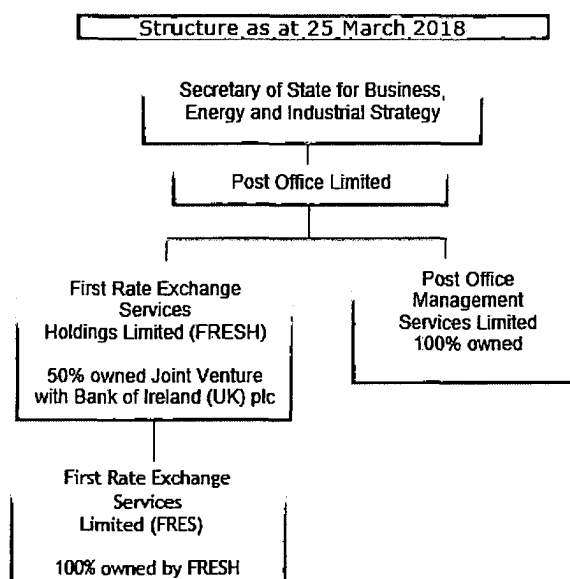 Structure as at 25 March 2018
Secretary of State for Business,
Energy and Industrial Strategy
Post Office Limited
First Rate Exchange
Services
Holdings Limited (FRESH)
50% owned Joint Venture
with Bank of Ireland (UK) plc
Post Office
Management
Services Limited
100% owned
First Rate Exchange
Services
Limited (FRES)
100% owned by FRESH